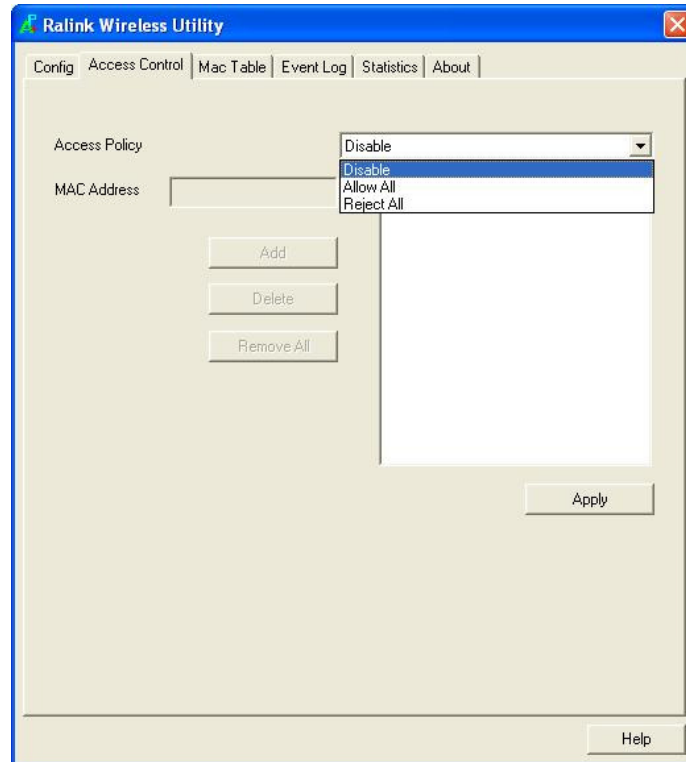 Ralink Wireless Utility
Config Access Control Mac Table Event Log Statistics About
Access Policy Disable
Disable
MAC Address Allow All
Reject All
Add
Delete
Remove All
Apply
Help